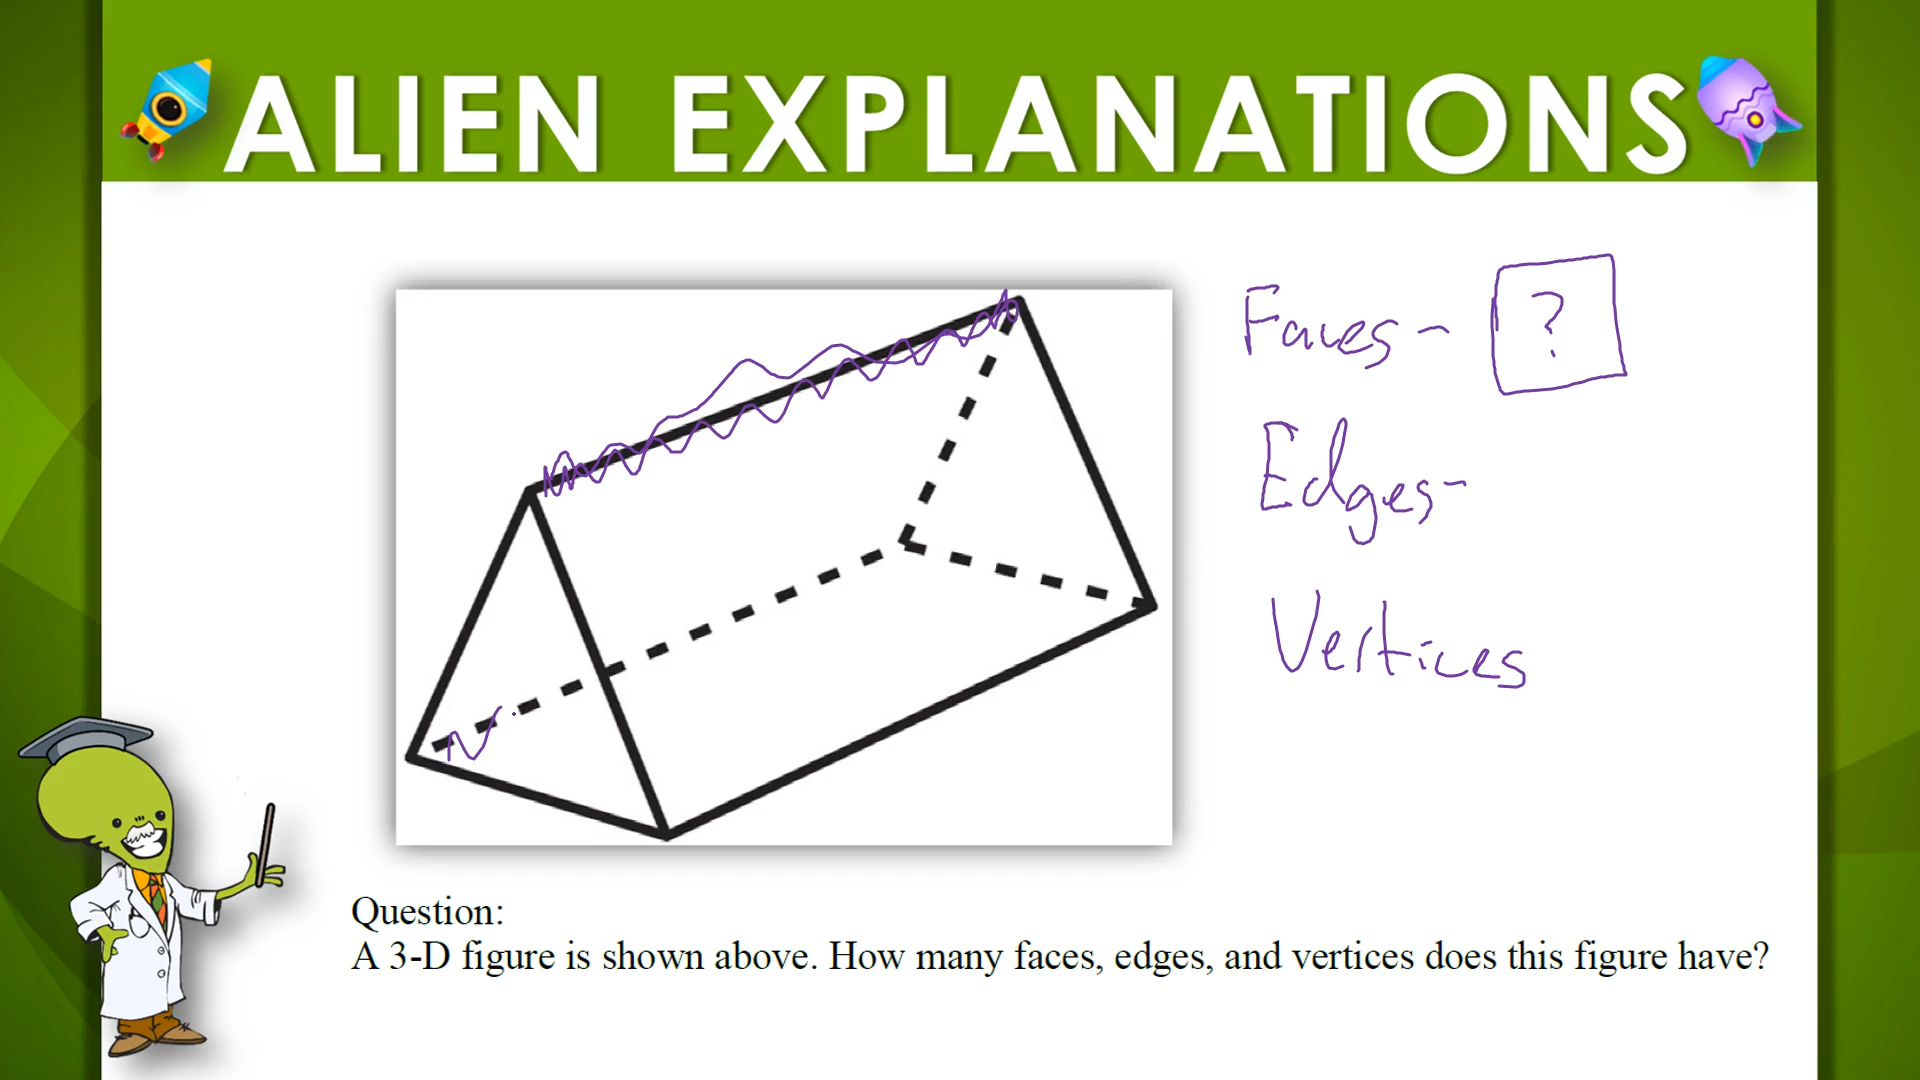 ALIEN EXPLANATIONS
Faces- ?
Edges-
Vertices
Question:
A 3-D figure is shown above. How many faces, edges, and vertices does this figure have?